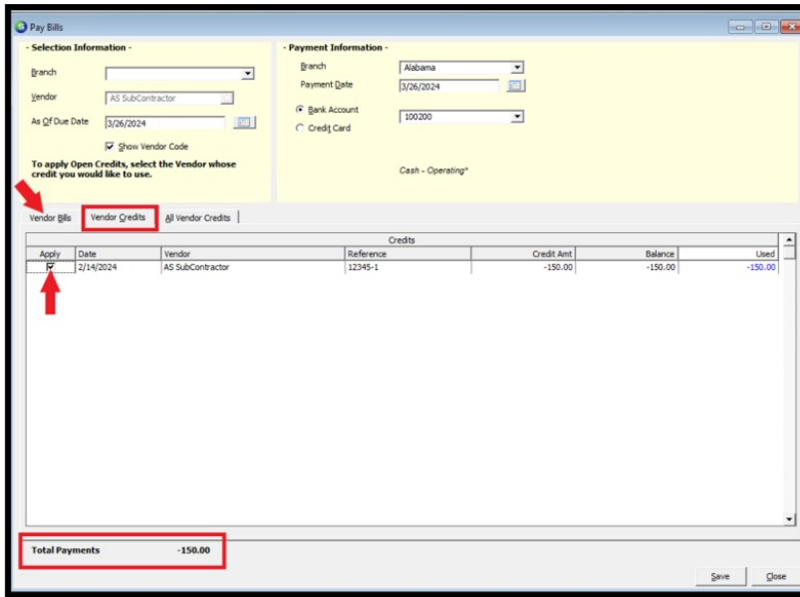 Pay Bills
- Selection Information -
Branch
Vendor AS SubContractor
As Of Due Date 3/26/2024
Show Vendor Code
To apply Open Credits, select the Vendor whose
credit you would like to use.
- Payment Information -
Branch Alabama
Payment Date 3/26/2024
Bank Account 100200
Credit Card
Cash - Operating*
Vendor Bills Vendor Credits All Vendor Credits
Credits
Apply Date Vendor Reference Credit Amt Balance Used
2/14/2024 AS SubContractor 12345-1 -150.00 -150.00 -150.00
Total Payments -150.00
Save Close